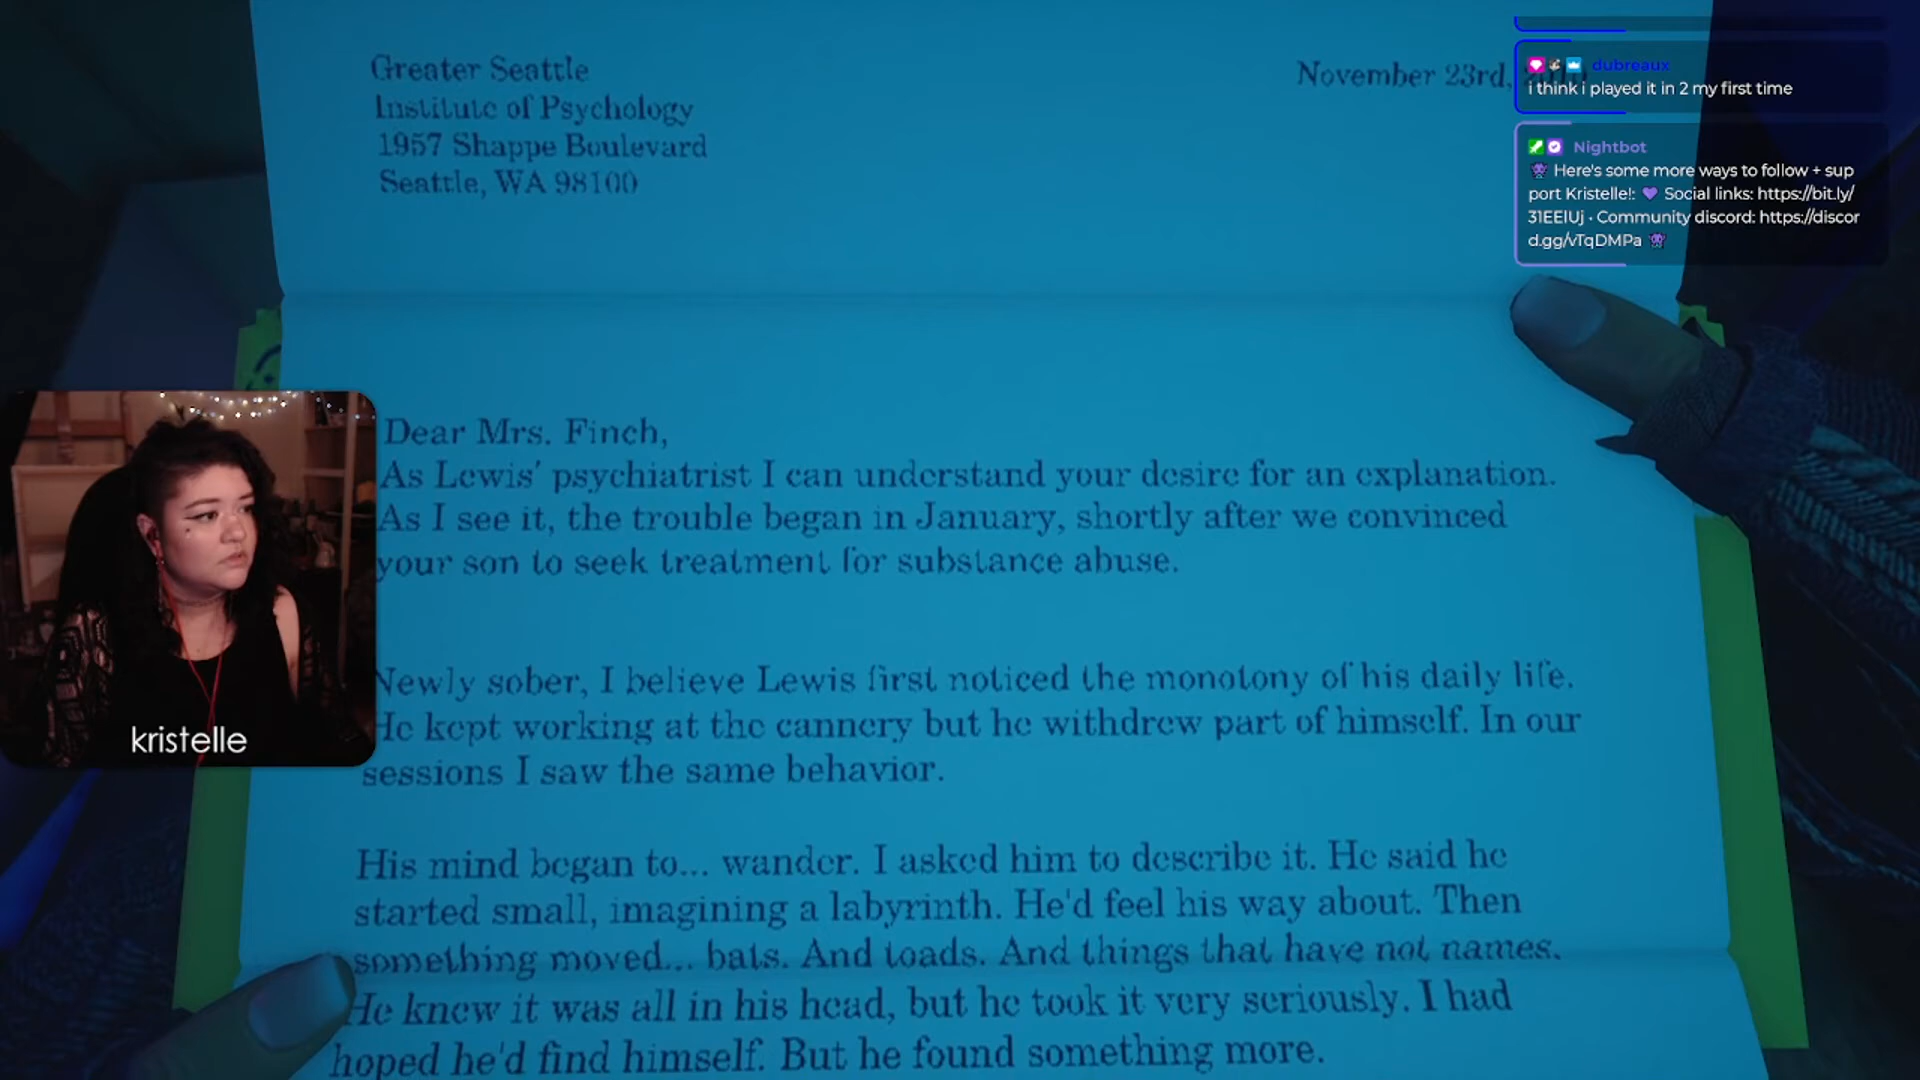 Greater Seattle
Institute of Psychology
1957 Shappe Boulevard
Seattle, WA 98100
November 23rd,
dubreaux
i think i played it in 2 my first time
Nightbot
Here's some more ways to follow + sup
port Kristelle!: 💜 Social links: https://bit.ly/
31EEIUj · Community discord: https://discor
d.gg/vTqDMPa
Dear Mrs. Finch,
As Lewis' psychiatrist I can understand your desire for an explanation.
As I see it, the trouble began in January, shortly after we convinced
your son to seek treatment for substance abuse.
Newly sober, I believe Lewis first noticed the monotony of his daily life.
He kept working at the cannery but he withdrew part of himself. In our
sessions I saw the same behavior.
His mind began to... wander. I asked him to describe it. He said he
started small, imagining a labyrinth. He'd feel his way about. Then
something moved... bats. And toads. And things that have not names.
He knew it was all in his head, but he took it very seriously. I had
hoped he'd find himself. But he found something more.
kristelle